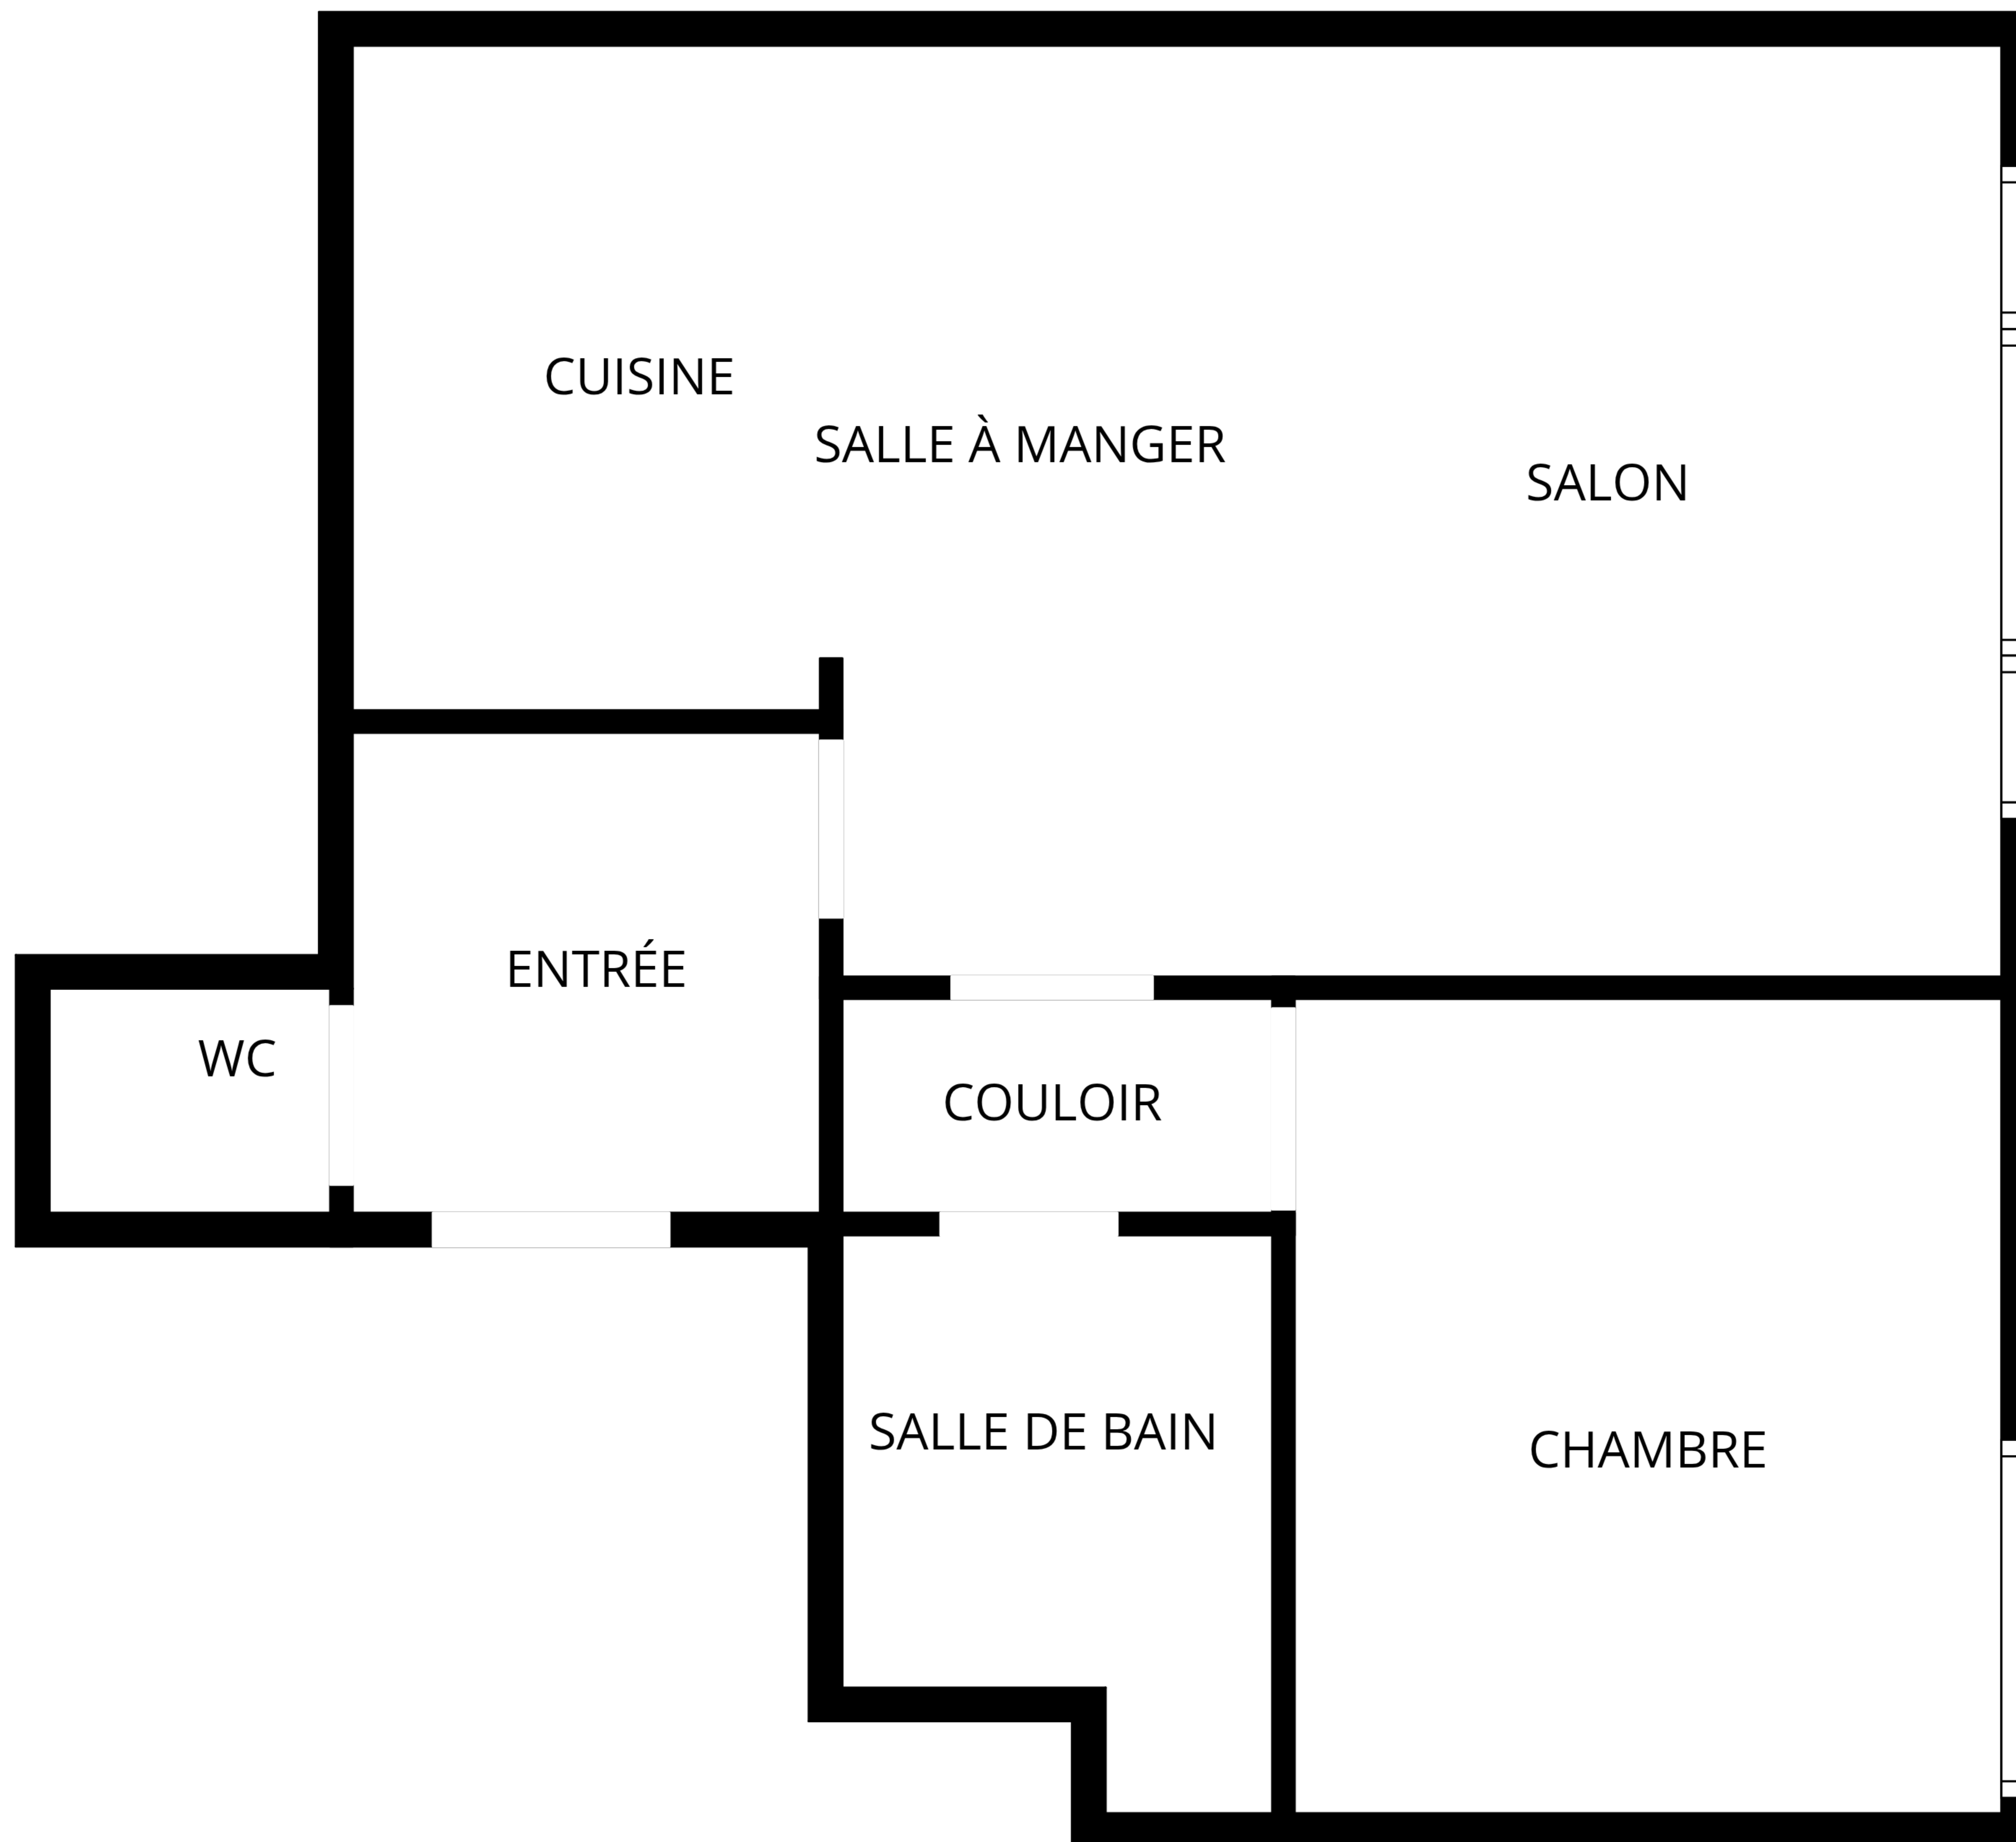 CUISINE
SALLE À MANGER
SALON
ENTRÉE
WC
COULOIR
SALLE DE BAIN
CHAMBRE